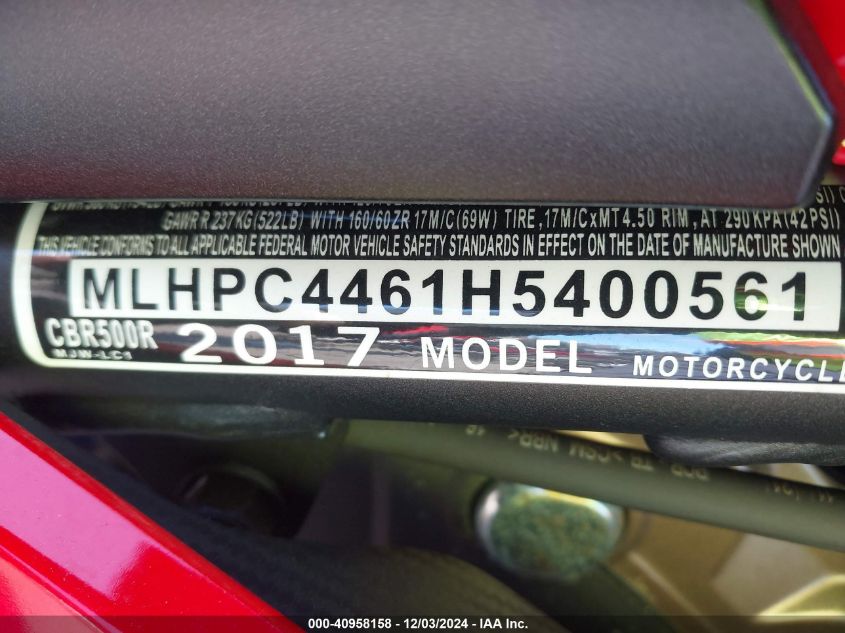 GAWR R 237 KG(522LB) WITH 160/60ZR 17M/C(69W) TIRE ,17M/CxMT4.50 RIM , AT 290 KPA(42 PSI)
THIS VEHICLE CONFORMS TO ALL APPLICABLE FEDERAL MOTOR VEHICLE SAFETY STANDARDS IN EFFECT ON THE DATE OF MANUFACTURE SHOWN
MLHPC4461H5400561
CBR500R 2017 MODEL MOTORCYCLE
MJW-LC1
000-40958158 - 12/03/2024 - IAA Inc.